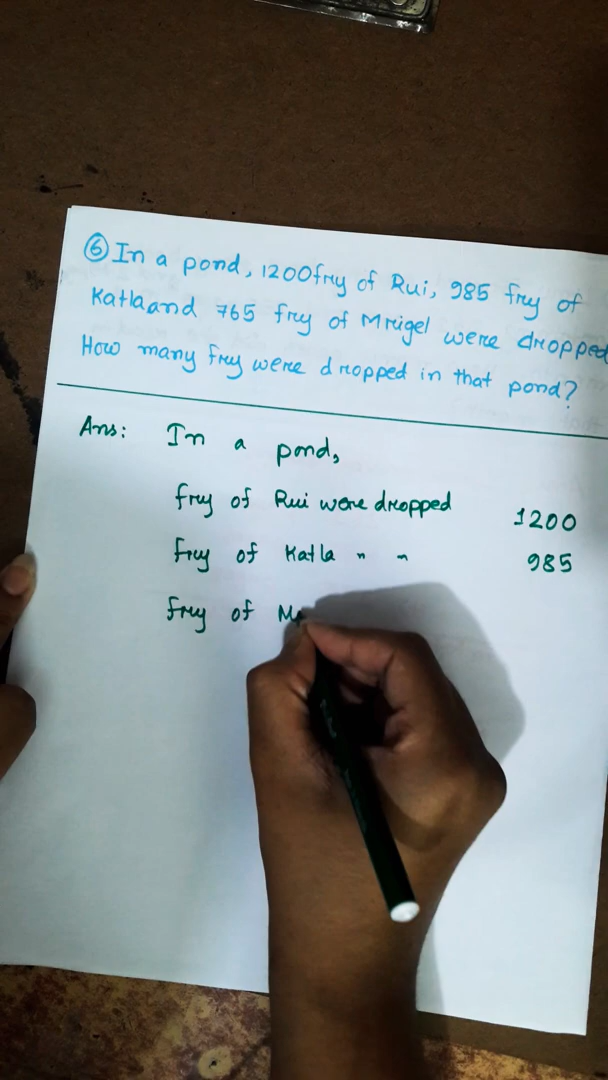 ⑥ In a pond, 1200 fry of Rui, 985 fry of
Katla and 765 fry of Mrigel were dropped
How many fry were dropped in that pond?
Ans: In a pond,
fry of Rui were dropped 1200
fry of Katla " " 985
fry of Mr